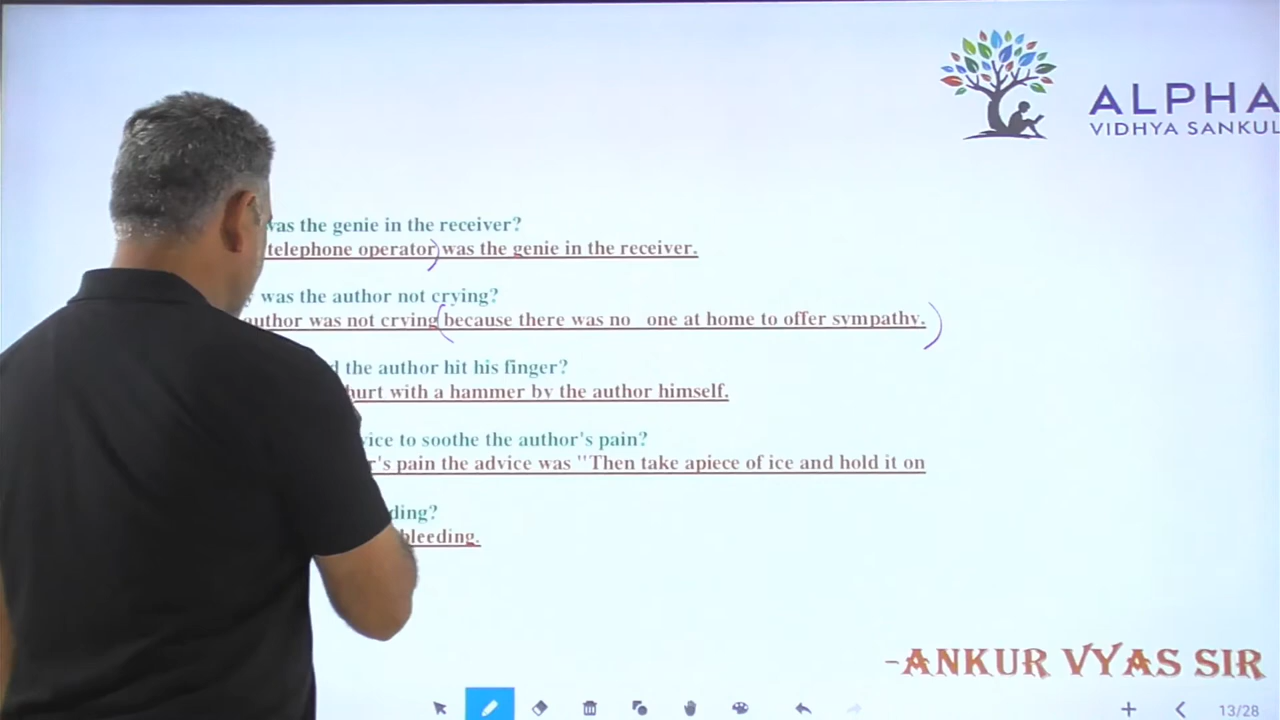 ALPHA
VIDHYA SANKUL
was the genie in the receiver?
telephone operator) was the genie in the receiver.
was the author not crying?
author was not crying (because there was no one at home to offer sympathy.)
the author hit his finger?
hurt with a hammer by the author himself.
to soothe the author's pain?
pain the advice was "Then take apiece of ice and hold it on
bleeding.
-ANKUR VYAS SIR
13/28